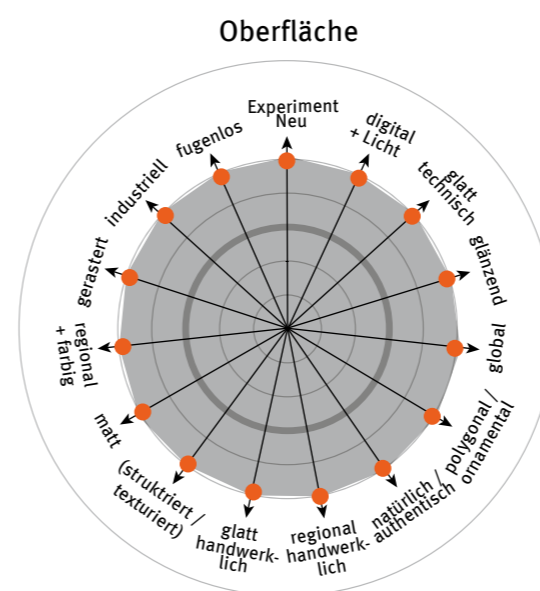 Oberfläche
Experiment
Neu
digital
+ Licht
glatt
technisch
glänzend
global
polygonal /
ornamental
natürlich /
authentisch
regional
handwerk-
lich
glatt
handwerk-
lich
(struktriert /
texturiert)
matt
regional
+ farbig
gerastert
industriell
fugenlos